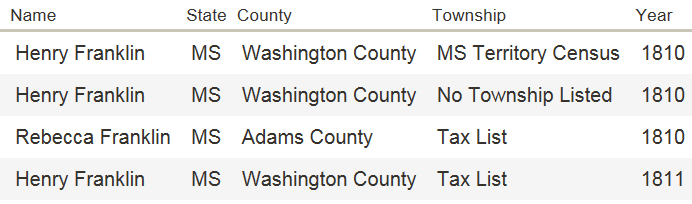 Name State County Township Year
Henry Franklin MS Washington County MS Territory Census 1810
Henry Franklin MS Washington County No Township Listed 1810
Rebecca Franklin MS Adams County Tax List 1810
Henry Franklin MS Washington County Tax List 1811